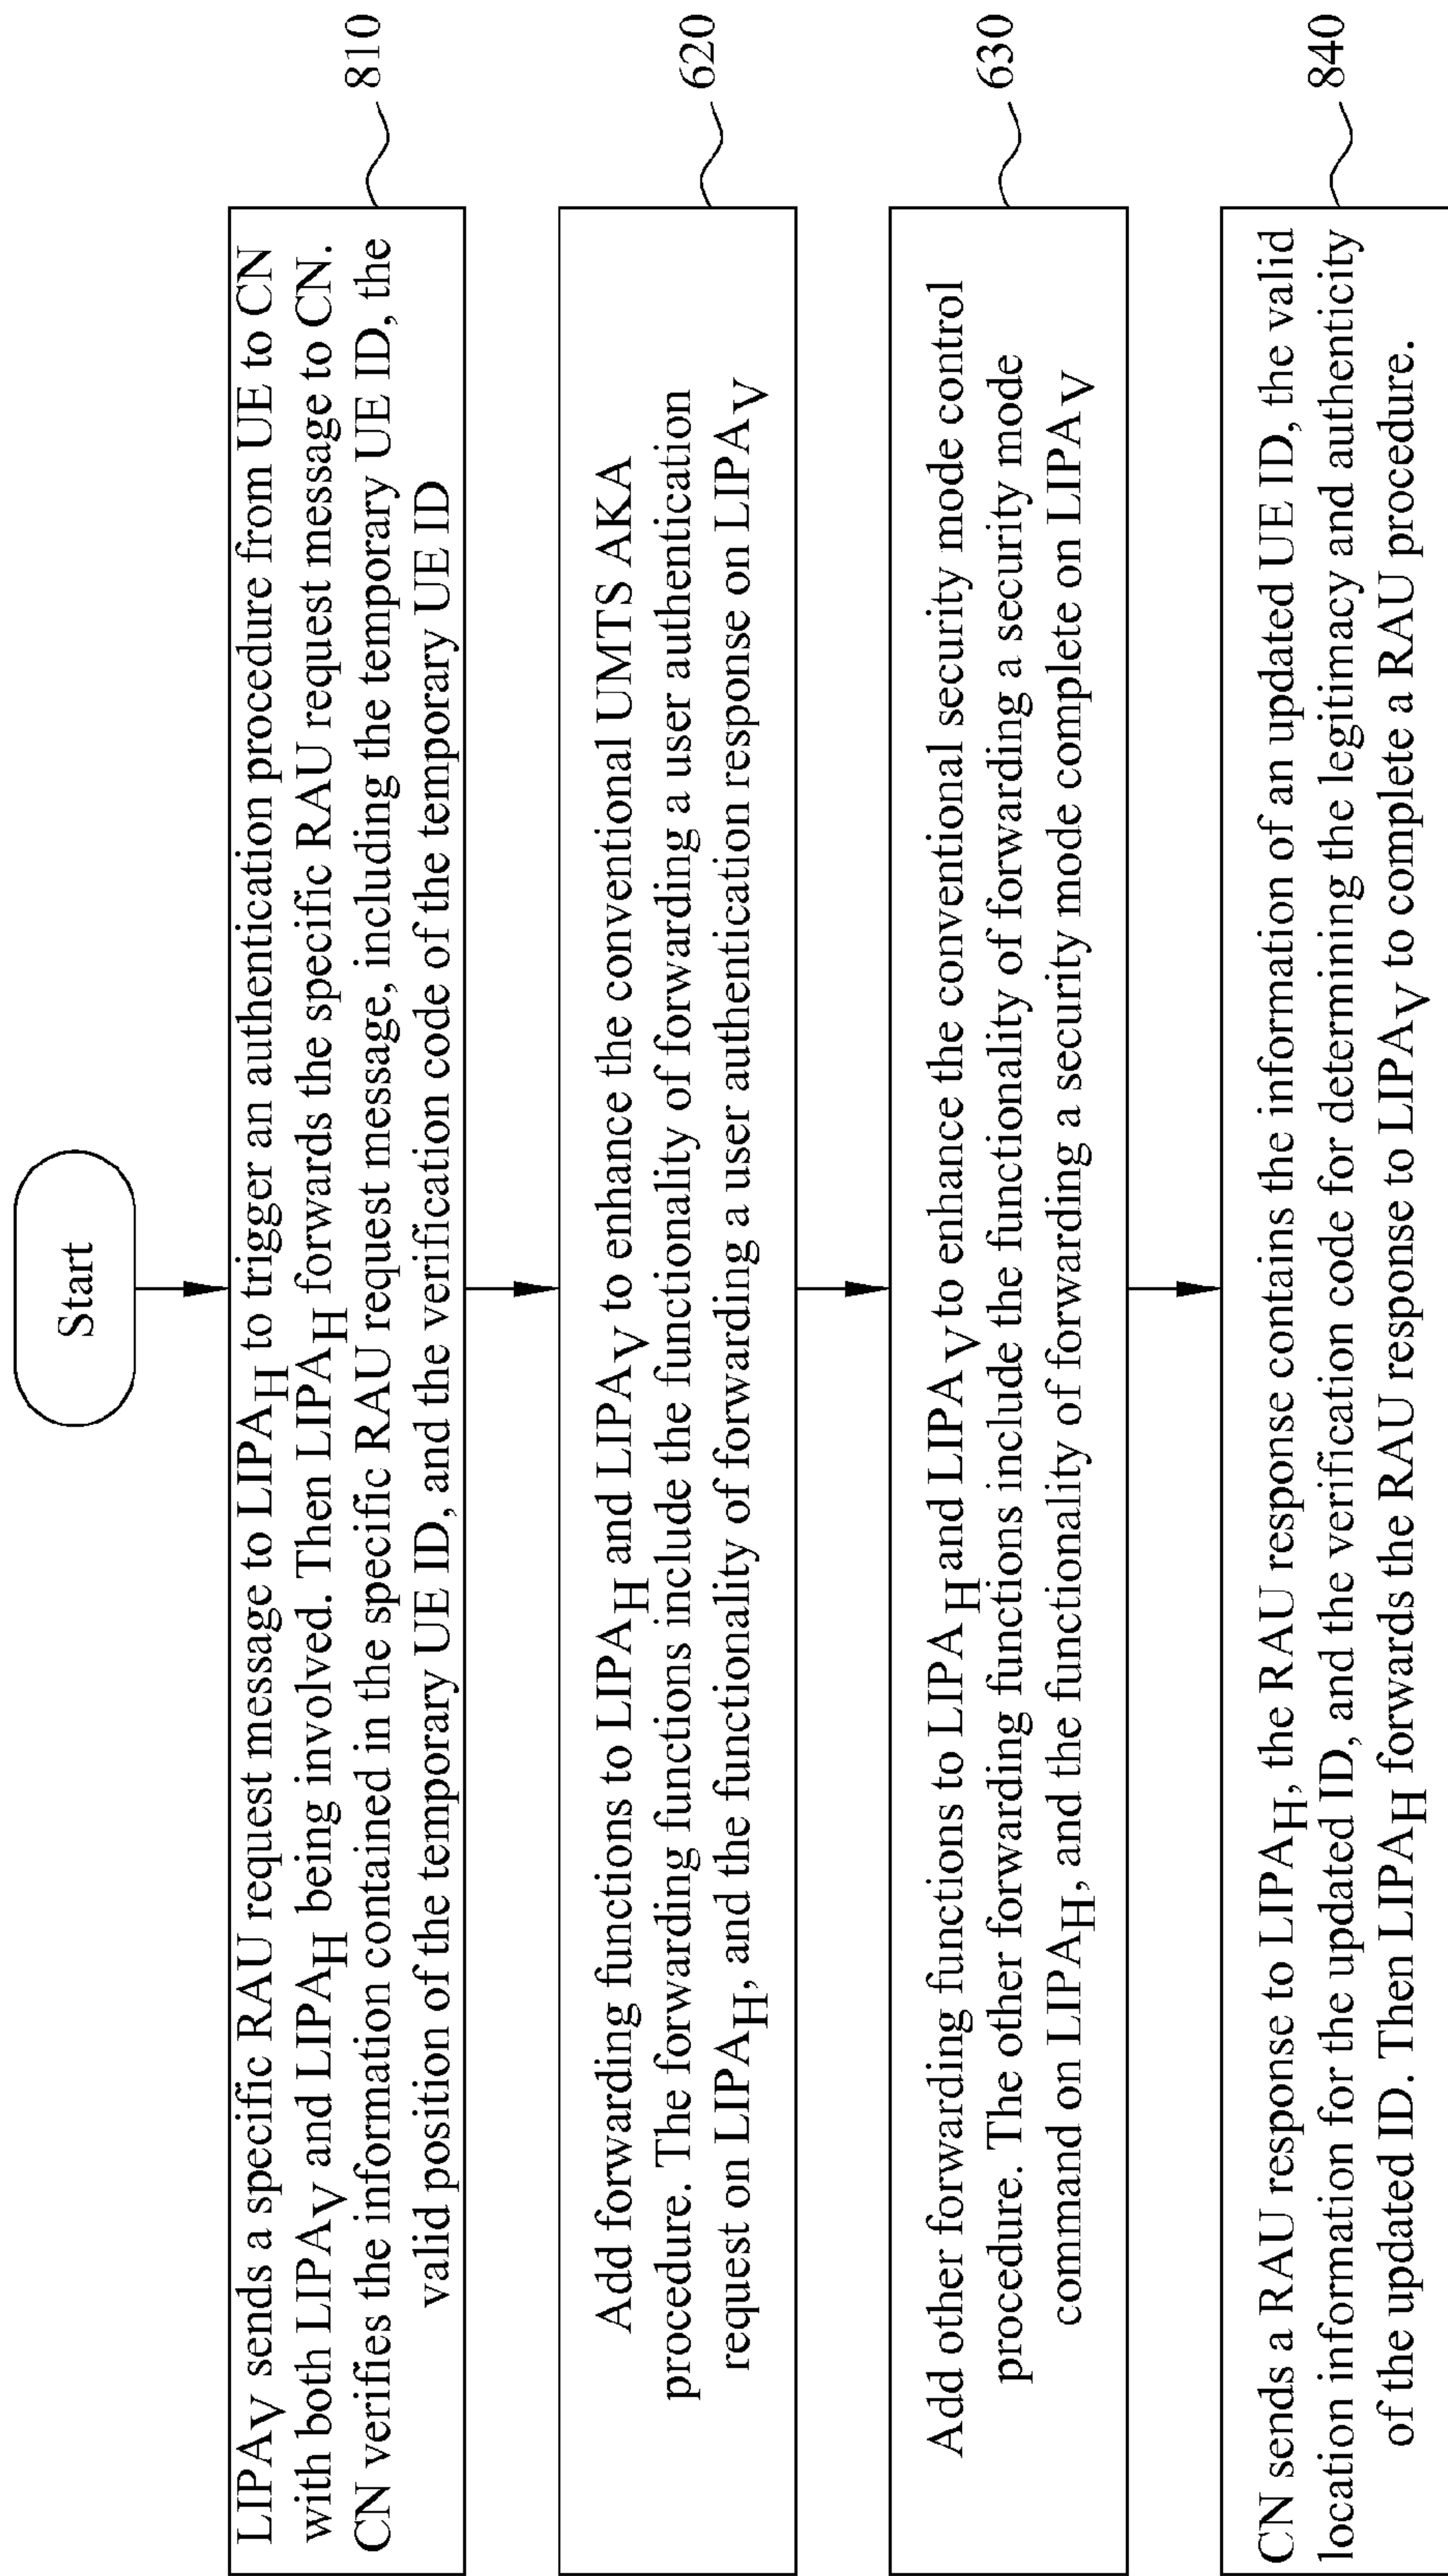 Start
LIPAV sends a specific RAU request message to LIPAH to trigger an authentication procedure from UE to CN
with both LIPAV and LIPAH being involved. Then LIPAH forwards the specific RAU request message to CN.
CN verifies the information contained in the specific RAU request message, including the temporary UE ID, the
valid position of the temporary UE ID, and the verification code of the temporary UE ID
810
Add forwarding functions to LIPAH and LIPAV to enhance the conventional UMTS AKA
procedure. The forwarding functions include the functionality of forwarding a user authentication
request on LIPAH, and the functionality of forwarding a user authentication response on LIPAV
620
Add other forwarding functions to LIPAH and LIPAV to enhance the conventional security mode control
procedure. The other forwarding functions include the functionality of forwarding a security mode
command on LIPAH, and the functionality of forwarding a security mode complete on LIPAV
630
CN sends a RAU response to LIPAH, the RAU response contains the information of an updated UE ID, the valid
location information for the updated ID, and the verification code for determining the legitimacy and authenticity
of the updated ID. Then LIPAH forwards the RAU response to LIPAV to complete a RAU procedure.
840